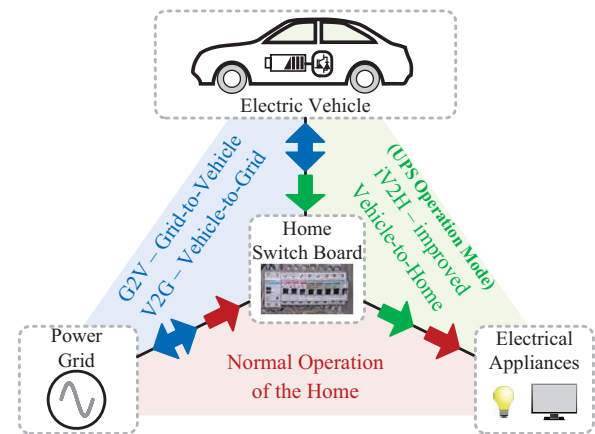 Electric Vehicle
G2V – Grid-to-Vehicle
V2G – Vehicle-to-Grid
(UPS Operation Mode)
iV2H – improved
Vehicle-to-Home
Home
Switch Board
Power
Grid
Normal Operation
of the Home
Electrical
Appliances